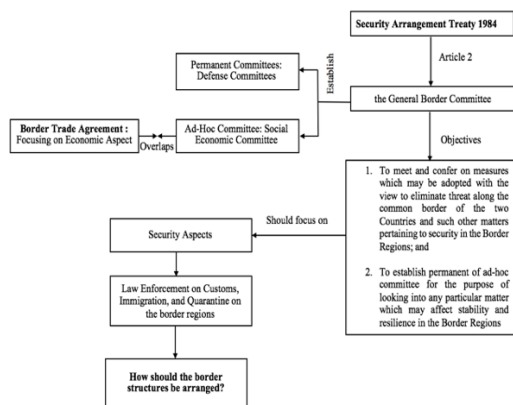 Security Arrangement Treaty 1984
Article 2
Permanent Committees:
Defense Committees
Establish
the General Border Committee
Border Trade Agreement :
Focusing on Economic Aspect
Overlaps
Ad-Hoc Committee: Social
Economic Committee
Objectives
1. To meet and confer on measures
which may be adopted with the
view to eliminate threat along the
common border of the two
Countries and such other matters
pertaining to security in the Border
Regions; and
2. To establish permanent of ad-hoc
committee for the purpose of
looking into any particular matter
which may affect stability and
resilience in the Border Regions
Should focus on
Security Aspects
Law Enforcement on Customs,
Immigration, and Quarantine on
the border regions
How should the border
structures be arranged?